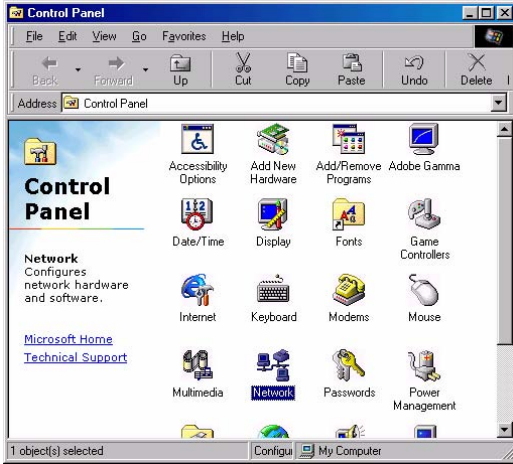 Control Panel
File Edit View Go Favorites Help
Back Forward Up Cut Copy Paste Undo Delete
Address Control Panel
Control
Panel
Network
Configures
network hardware
and software.
Microsoft Home
Technical Support
Accessibility
Options
Add New
Hardware
Add/Remove
Programs
Adobe Gamma
Date/Time
Display
Fonts
Game
Controllers
Internet
Keyboard
Modems
Mouse
Multimedia
Network
Passwords
Power
Management
1 object(s) selected
Configui
My Computer